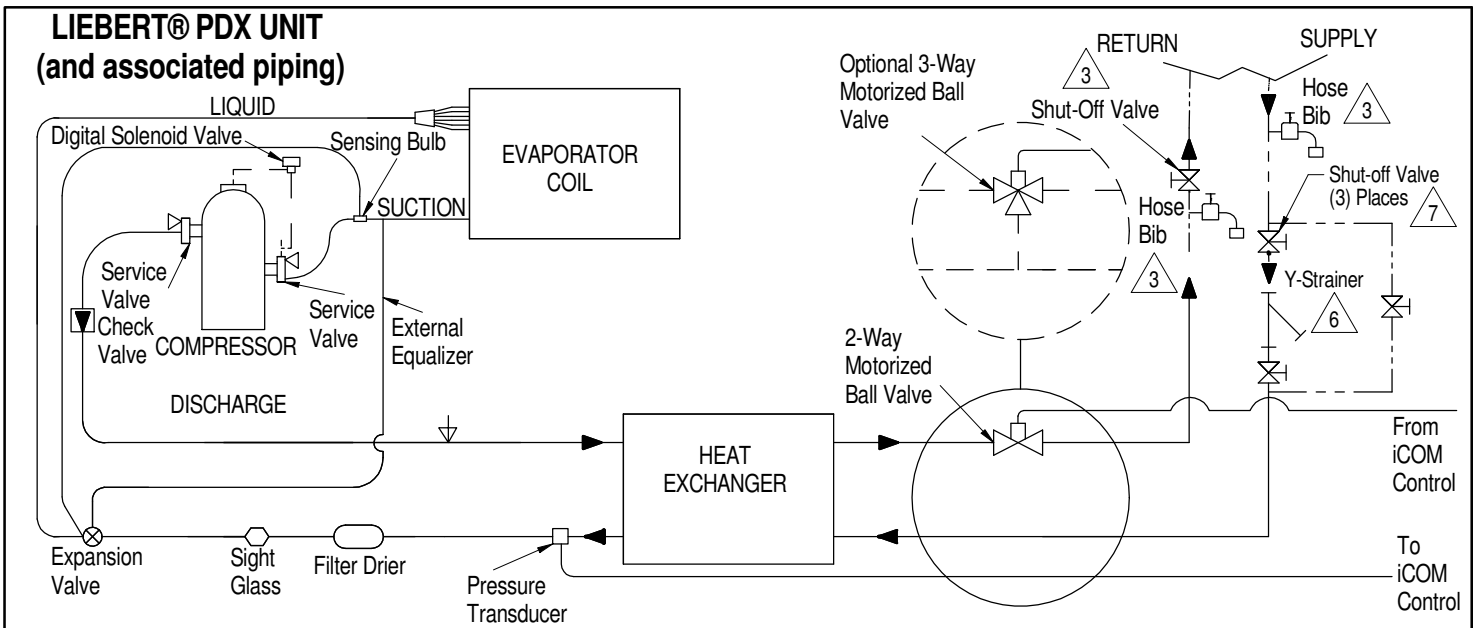 LIEBERT® PDX UNIT
(and associated piping)
LIQUID
Digital Solenoid Valve
Sensing Bulb
EVAPORATOR
COIL
SUCTION
Service
Valve
Check
Valve
COMPRESSOR
Service
Valve
External
Equalizer
DISCHARGE
HEAT
EXCHANGER
Expansion
Valve
Sight
Glass
Filter Drier
Pressure
Transducer
Optional 3-Way
Motorized Ball
Valve
2-Way
Motorized
Ball Valve
RETURN
SUPPLY
3
Shut-Off Valve
Hose
Bib
3
Hose
Bib
3
Shut-off Valve
(3) Places
7
Y-Strainer
6
From
iCOM
Control
To
iCOM
Control